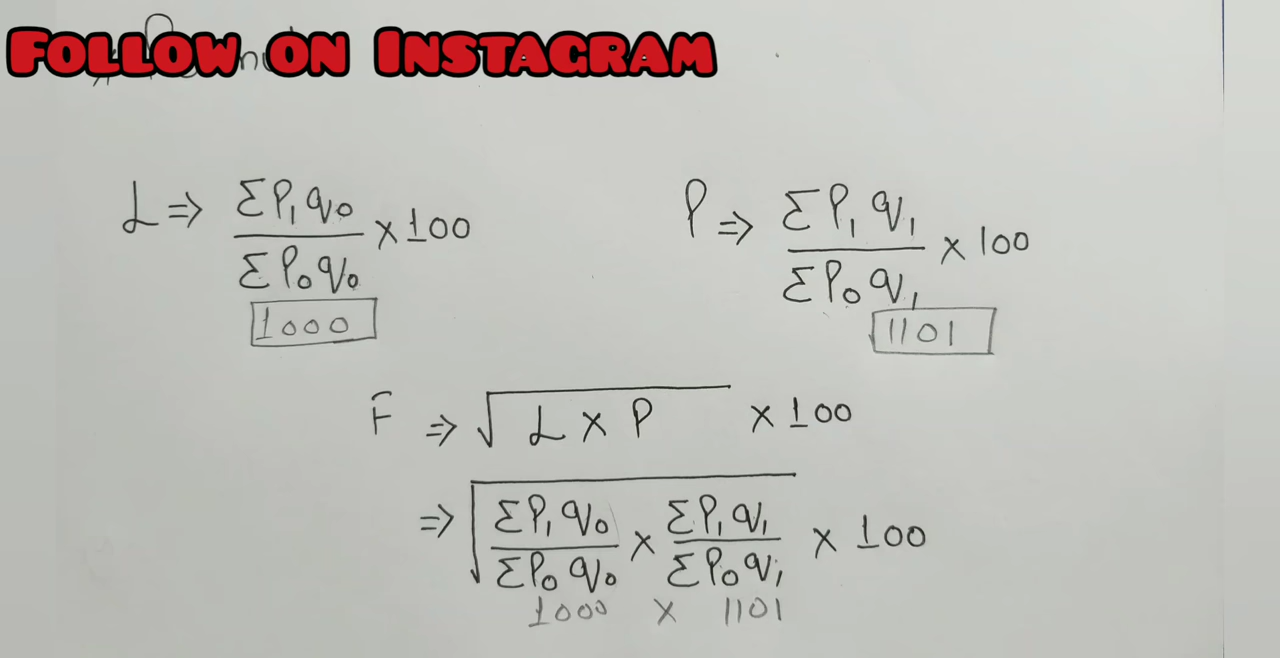 FOLLOW ON INSTAGRAM
L ⇒ ΣP₁q₀ / ΣP₀q₀ × 100
1000
P ⇒ ΣP₁q₁ / ΣP₀q₁ × 100
1101
F ⇒ √(L × P) × 100
⇒ √(ΣP₁q₀ / ΣP₀q₀ × ΣP₁q₁ / ΣP₀q₁) × 100
1000 × 1101